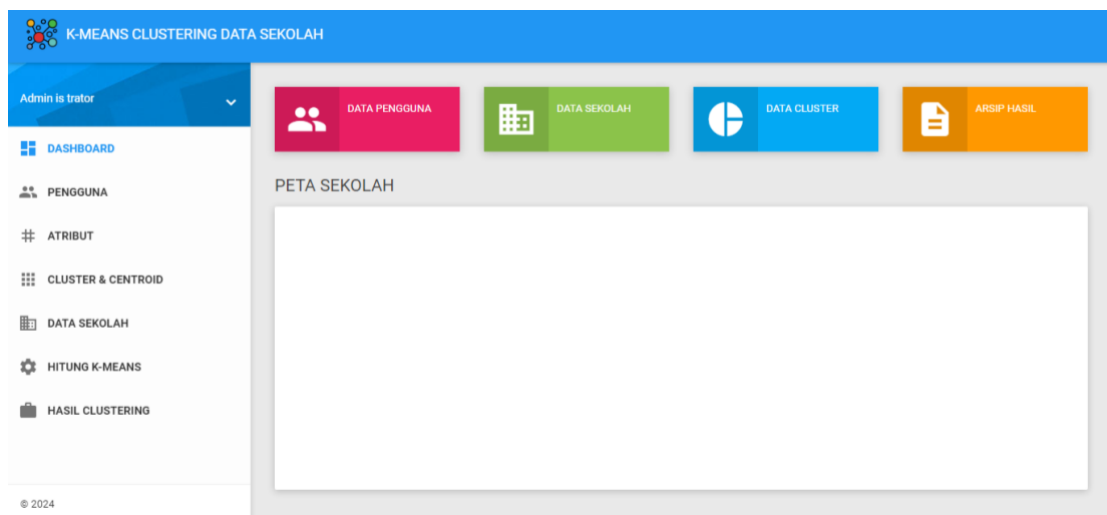 K-MEANS CLUSTERING DATA SEKOLAH
Admin is trator
DASHBOARD
PENGGUNA
ATRIBUT
CLUSTER & CENTROID
DATA SEKOLAH
HITUNG K-MEANS
HASIL CLUSTERING
© 2024
DATA PENGGUNA
DATA SEKOLAH
DATA CLUSTER
ARSIP HASIL
PETA SEKOLAH